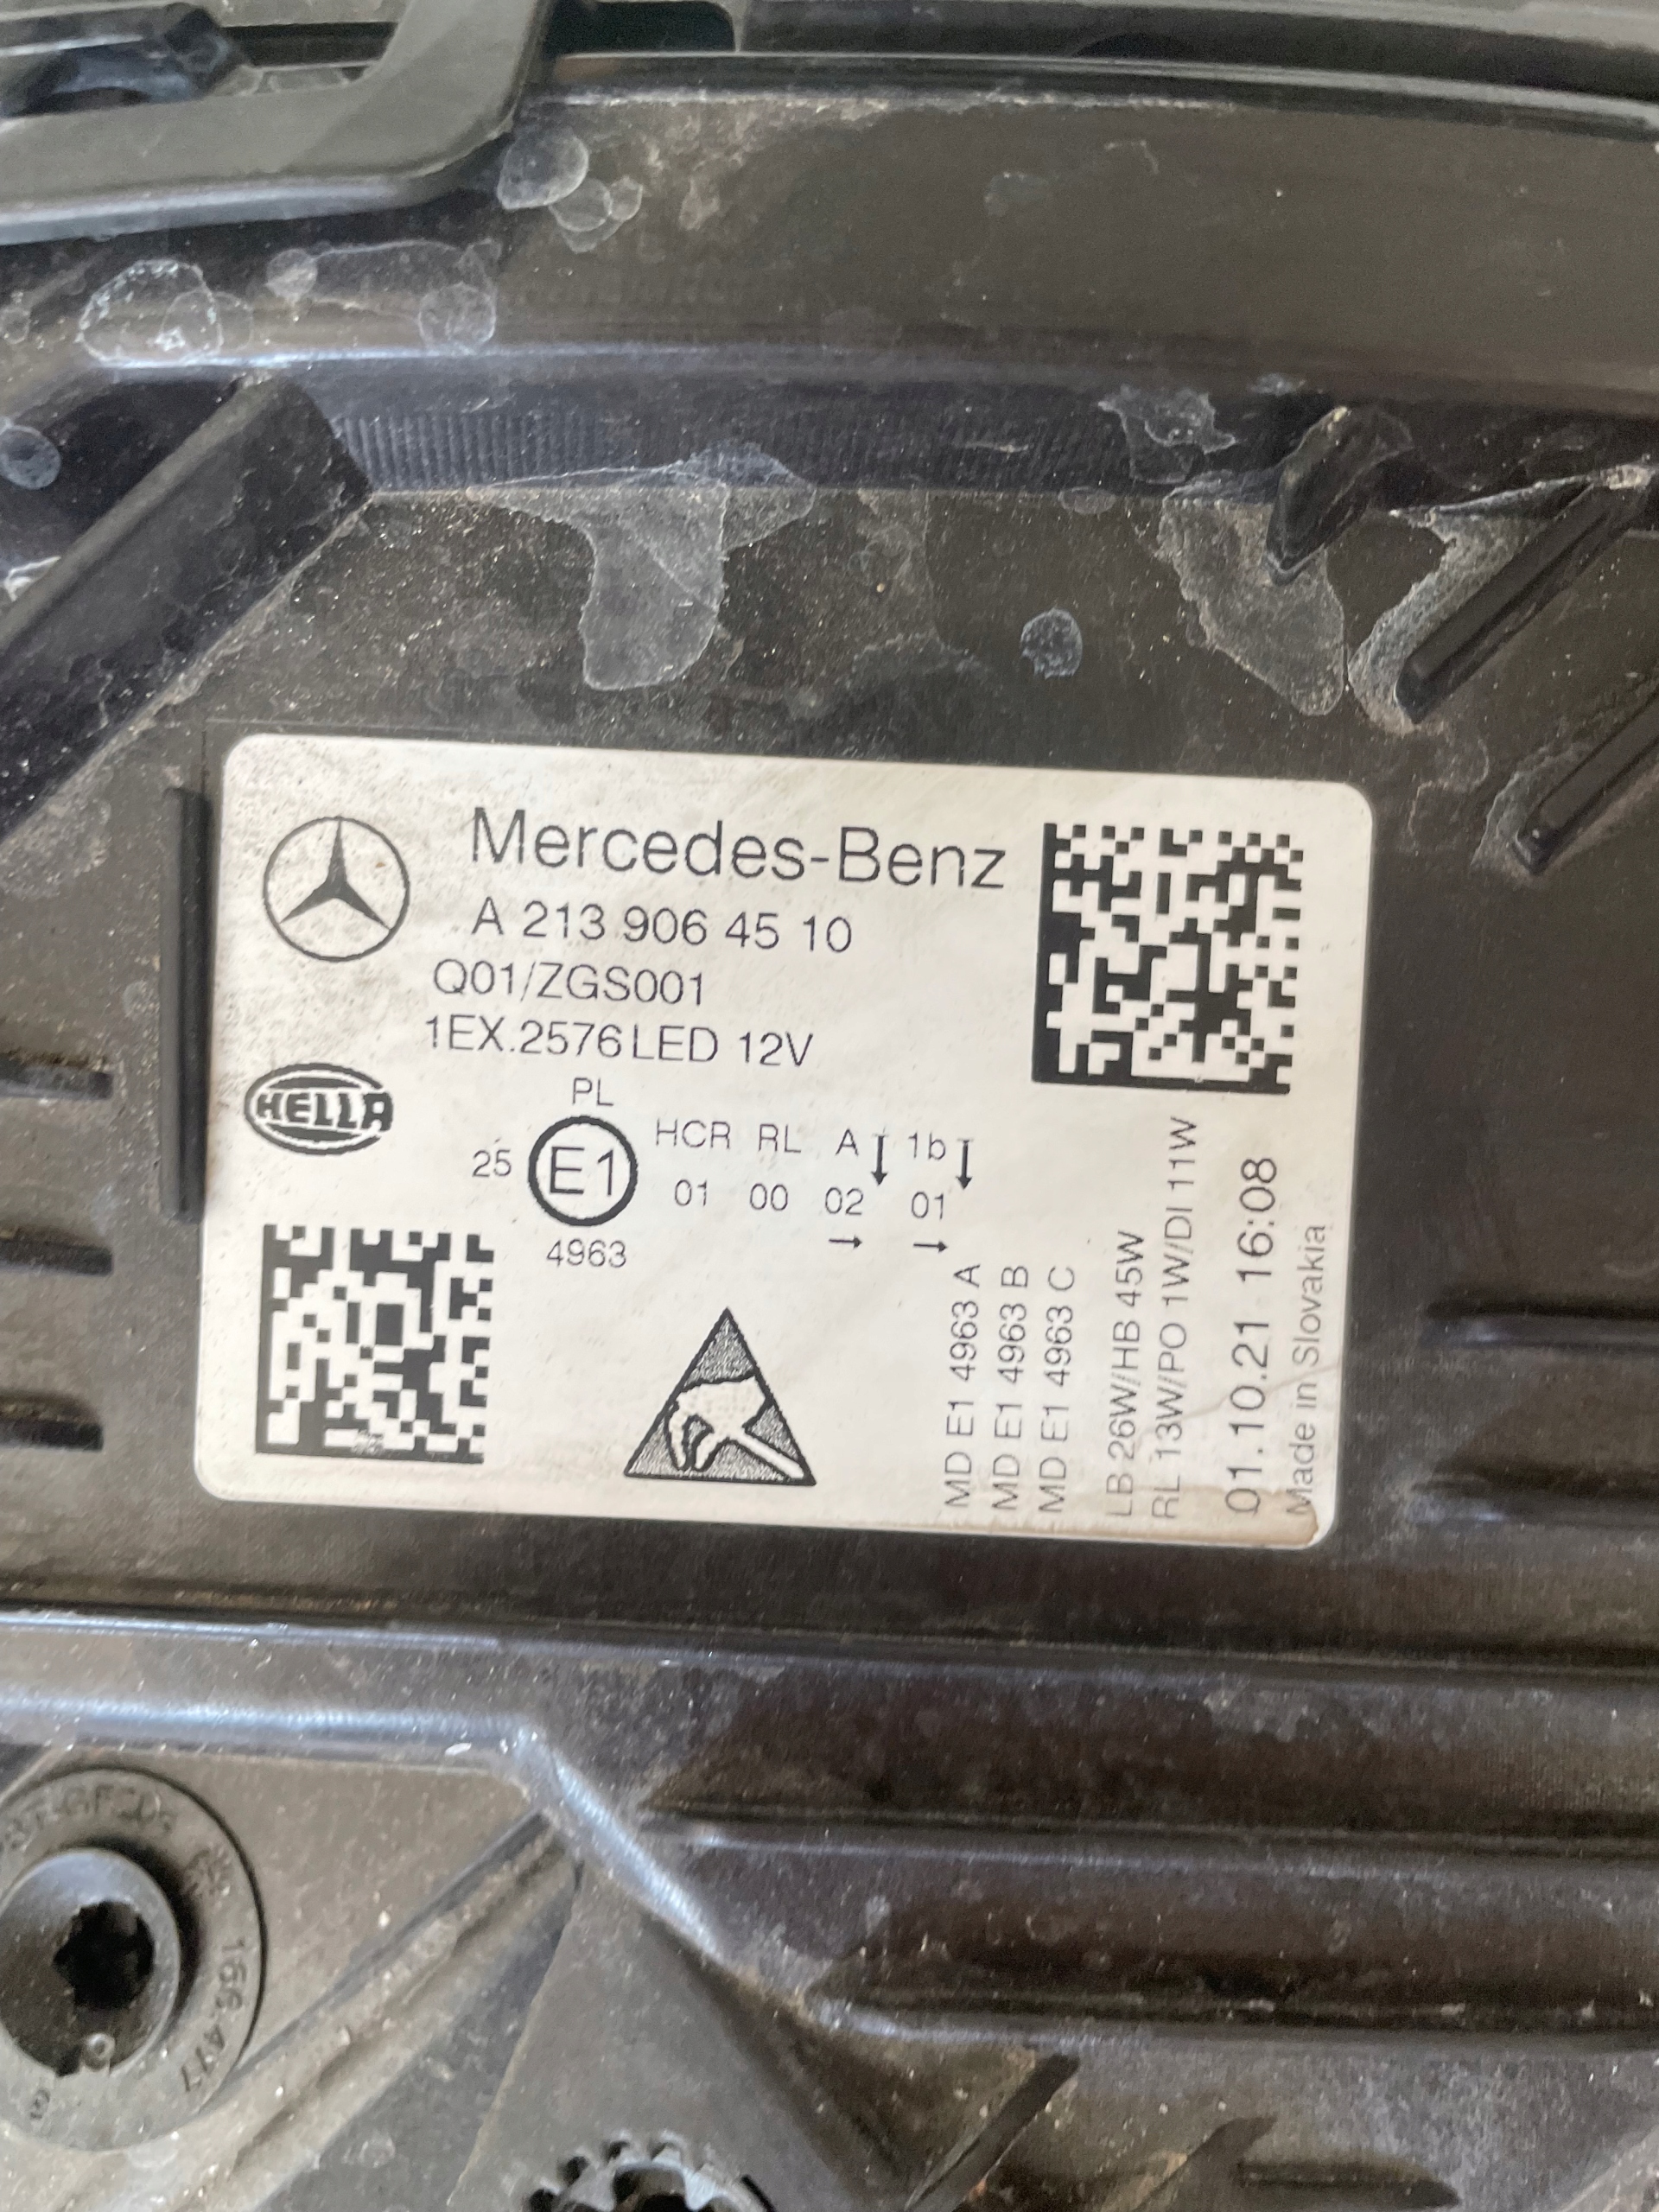 Mercedes-Benz
A 213 906 45 10
Q01/ZGS001
1EX.2576 LED 12V
HELLA
PL
25 E1 HCR RL A 1b
01 00 02 01
→ →
4963
MD E1 4963 A
MD E1 4963 B
MD E1 4963 C
LB 26W/HB 45W
RL 13W/PO 1W/DI 11W
01.10.21 16:08
Made in Slovakia
168.417